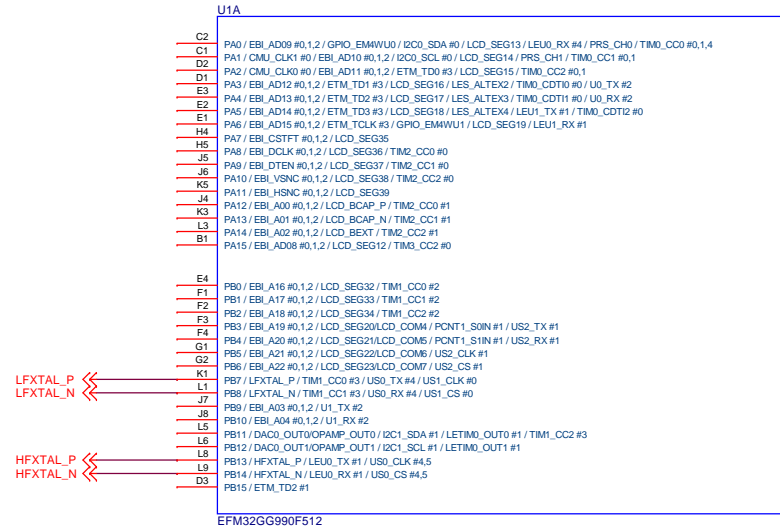 U1A
C2 PA0 / EBI_AD09 #0,1,2 / GPIO_EM4WU0 / I2C0_SDA #0 / LCD_SEG13 / LEU0_RX #4 / PRS_CH0 / TIM0_CC0 #0,1,4
C1 PA1 / CMU_CLK1 #0 / EBI_AD10 #0,1,2 / I2C0_SCL #0 / LCD_SEG14 / PRS_CH1 / TIM0_CC1 #0,1
D2 PA2 / CMU_CLK0 #0 / EBI_AD11 #0,1,2 / ETM_TD0 #3 / LCD_SEG15 / TIM0_CC2 #0,1
D1 PA3 / EBI_AD12 #0,1,2 / ETM_TD1 #3 / LCD_SEG16 / LES_ALTEX2 / TIM0_CDTI0 #0 / U0_TX #2
E3 PA4 / EBI_AD13 #0,1,2 / ETM_TD2 #3 / LCD_SEG17 / LES_ALTEX3 / TIM0_CDTI1 #0 / U0_RX #2
E2 PA5 / EBI_AD14 #0,1,2 / ETM_TD3 #3 / LCD_SEG18 / LES_ALTEX4 / LEU1_TX #1 / TIM0_CDTI2 #0
E1 PA6 / EBI_AD15 #0,1,2 / ETM_TCLK #3 / GPIO_EM4WU1 / LCD_SEG19 / LEU1_RX #1
H4 PA7 / EBI_CSTFT #0,1,2 / LCD_SEG35
H5 PA8 / EBI_DCLK #0,1,2 / LCD_SEG36 / TIM2_CC0 #0
J5 PA9 / EBI_DTEN #0,1,2 / LCD_SEG37 / TIM2_CC1 #0
J6 PA10 / EBI_VSNC #0,1,2 / LCD_SEG38 / TIM2_CC2 #0
K5 PA11 / EBI_HSNC #0,1,2 / LCD_SEG39
J4 PA12 / EBI_A00 #0,1,2 / LCD_BCAP_P / TIM2_CC0 #1
K3 PA13 / EBI_A01 #0,1,2 / LCD_BCAP_N / TIM2_CC1 #1
L3 PA14 / EBI_A02 #0,1,2 / LCD_BEXT / TIM2_CC2 #1
B1 PA15 / EBI_AD08 #0,1,2 / LCD_SEG12 / TIM3_CC2 #0
E4 PB0 / EBI_A16 #0,1,2 / LCD_SEG32 / TIM1_CC0 #2
F1 PB1 / EBI_A17 #0,1,2 / LCD_SEG33 / TIM1_CC1 #2
F2 PB2 / EBI_A18 #0,1,2 / LCD_SEG34 / TIM1_CC2 #2
F3 PB3 / EBI_A19 #0,1,2 / LCD_SEG20/LCD_COM4 / PCNT1_S0IN #1 / US2_TX #1
F4 PB4 / EBI_A20 #0,1,2 / LCD_SEG21/LCD_COM5 / PCNT1_S1IN #1 / US2_RX #1
G1 PB5 / EBI_A21 #0,1,2 / LCD_SEG22/LCD_COM6 / US2_CLK #1
G2 PB6 / EBI_A22 #0,1,2 / LCD_SEG23/LCD_COM7 / US2_CS #1
LFXTAL_P K1 PB7 / LFXTAL_P / TIM1_CC0 #3 / US0_TX #4 / US1_CLK #0
LFXTAL_N L1 PB8 / LFXTAL_N / TIM1_CC1 #3 / US0_RX #4 / US1_CS #0
J7 PB9 / EBI_A03 #0,1,2 / U1_TX #2
J8 PB10 / EBI_A04 #0,1,2 / U1_RX #2
L5 PB11 / DAC0_OUT0/OPAMP_OUT0 / I2C1_SDA #1 / LETIM0_OUT0 #1 / TIM1_CC2 #3
L6 PB12 / DAC0_OUT1/OPAMP_OUT1 / I2C1_SCL #1 / LETIM0_OUT1 #1
HFXTAL_P L8 PB13 / HFXTAL_P / LEU0_TX #1 / US0_CLK #4,5
HFXTAL_N L9 PB14 / HFXTAL_N / LEU0_RX #1 / US0_CS #4,5
D3 PB15 / ETM_TD2 #1
EFM32GG990F512